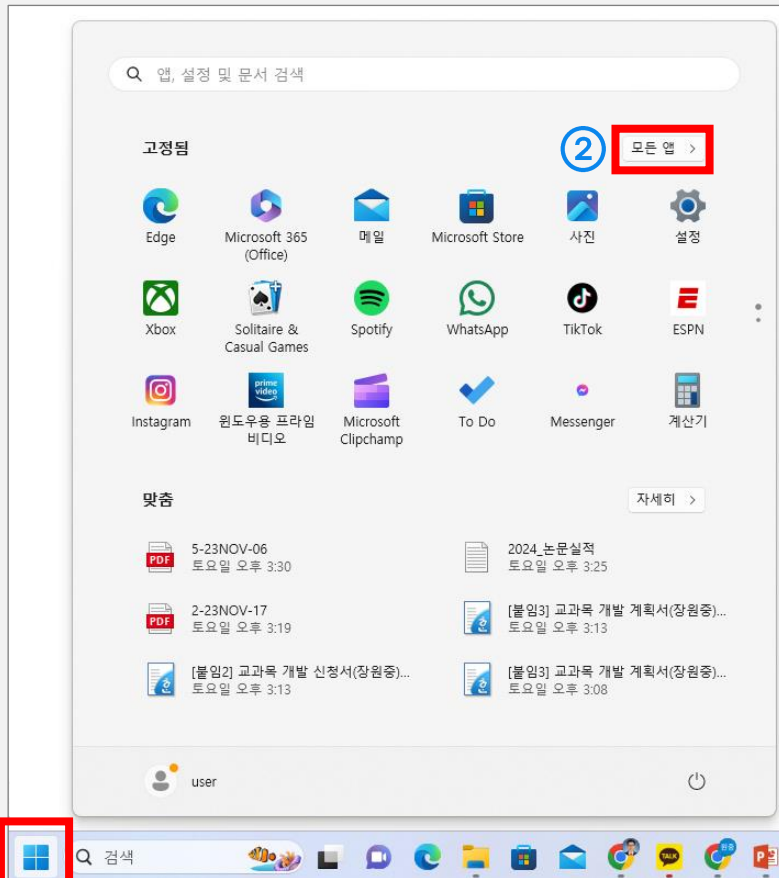 앱, 설정 및 문서 검색
고정됨
②
모든 앱 >
Edge
Microsoft 365
(Office)
메일
Microsoft Store
사진
설정
Xbox
Solitaire &
Casual Games
Spotify
WhatsApp
TikTok
ESPN
prime
video
Instagram
윈도우용 프라임
비디오
Microsoft
Clipchamp
To Do
Messenger
계산기
맞춤
자세히 >
PDF
5-23NOV-06
토요일 오후 3:30
2024_논문실적
토요일 오후 3:25
PDF
2-23NOV-17
토요일 오후 3:19
[붙임3] 교과목 개발 계획서(장원중)...
토요일 오후 3:13
[붙임2] 교과목 개발 신청서(장원중)...
토요일 오후 3:13
[붙임3] 교과목 개발 계획서(장원중)...
토요일 오후 3:08
user
검색
TALK
원중